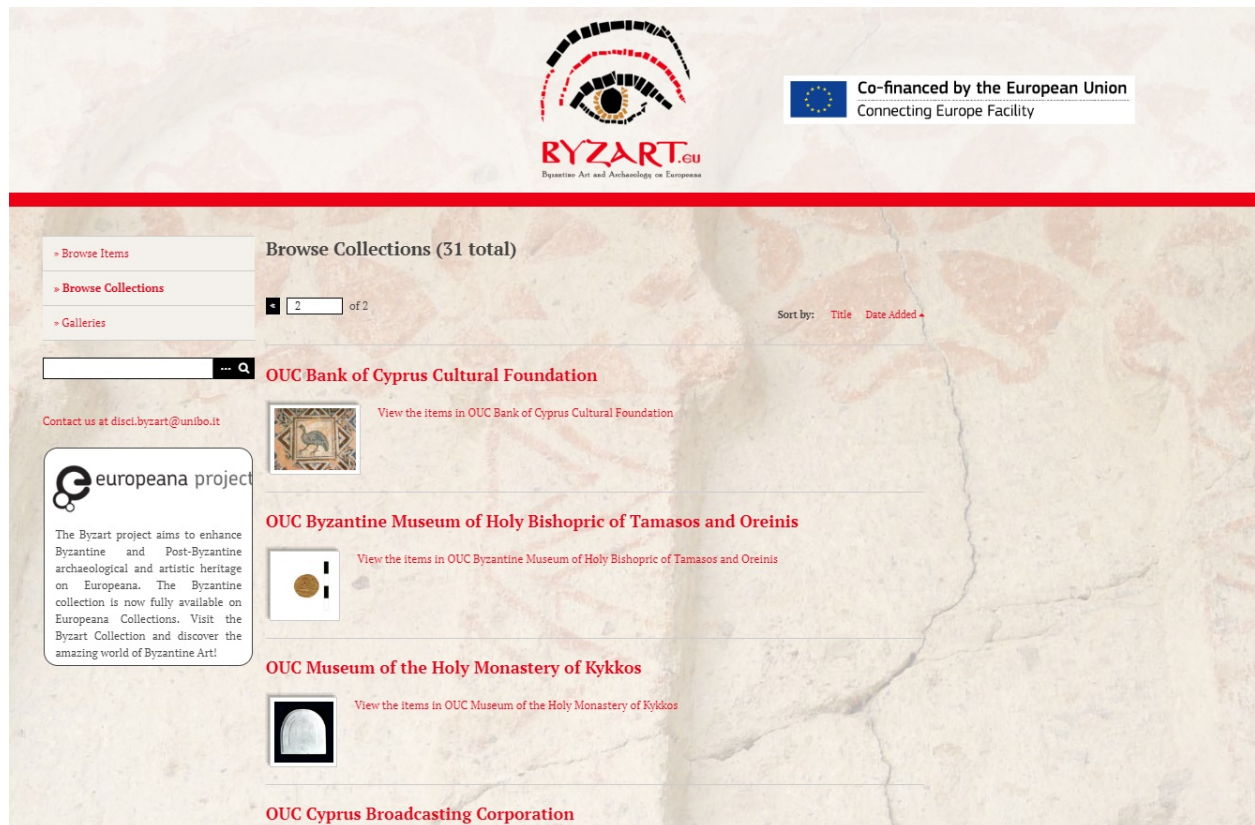 BYZART.EU
Byzantine Art and Archaeology on Europeana
Co-financed by the European Union
Connecting Europe Facility
» Browse Items
» Browse Collections
» Galleries
...
Contact us at disci.byzart@unibo.it
europeana project
The Byzart project aims to enhance
Byzantine and Post-Byzantine
archaeological and artistic heritage
on Europeana. The Byzantine
collection is now fully available on
Europeana Collections. Visit the
Byzart Collection and discover the
amazing world of Byzantine Art!
Browse Collections (31 total)
2 of 2
Sort by: Title Date Added
OUC Bank of Cyprus Cultural Foundation
View the items in OUC Bank of Cyprus Cultural Foundation
OUC Byzantine Museum of Holy Bishopric of Tamasos and Oreinis
View the items in OUC Byzantine Museum of Holy Bishopric of Tamasos and Oreinis
OUC Museum of the Holy Monastery of Kykkos
View the items in OUC Museum of the Holy Monastery of Kykkos
OUC Cyprus Broadcasting Corporation